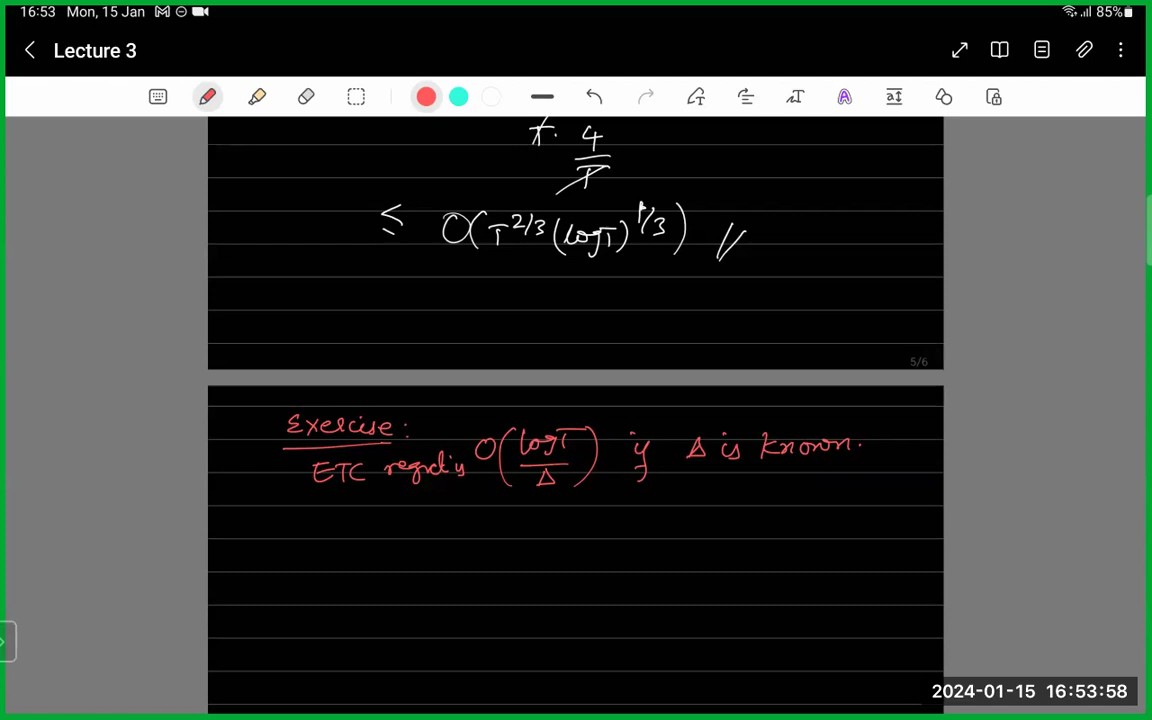 16:53 Mon, 15 Jan
85%
Lecture 3
T. 4
T
≤ O(T^2/3 (log T)^1/3) //
5/6
Exercise:
ETC regret is O(log T / Δ) if Δ is known.
2024-01-15 16:53:58